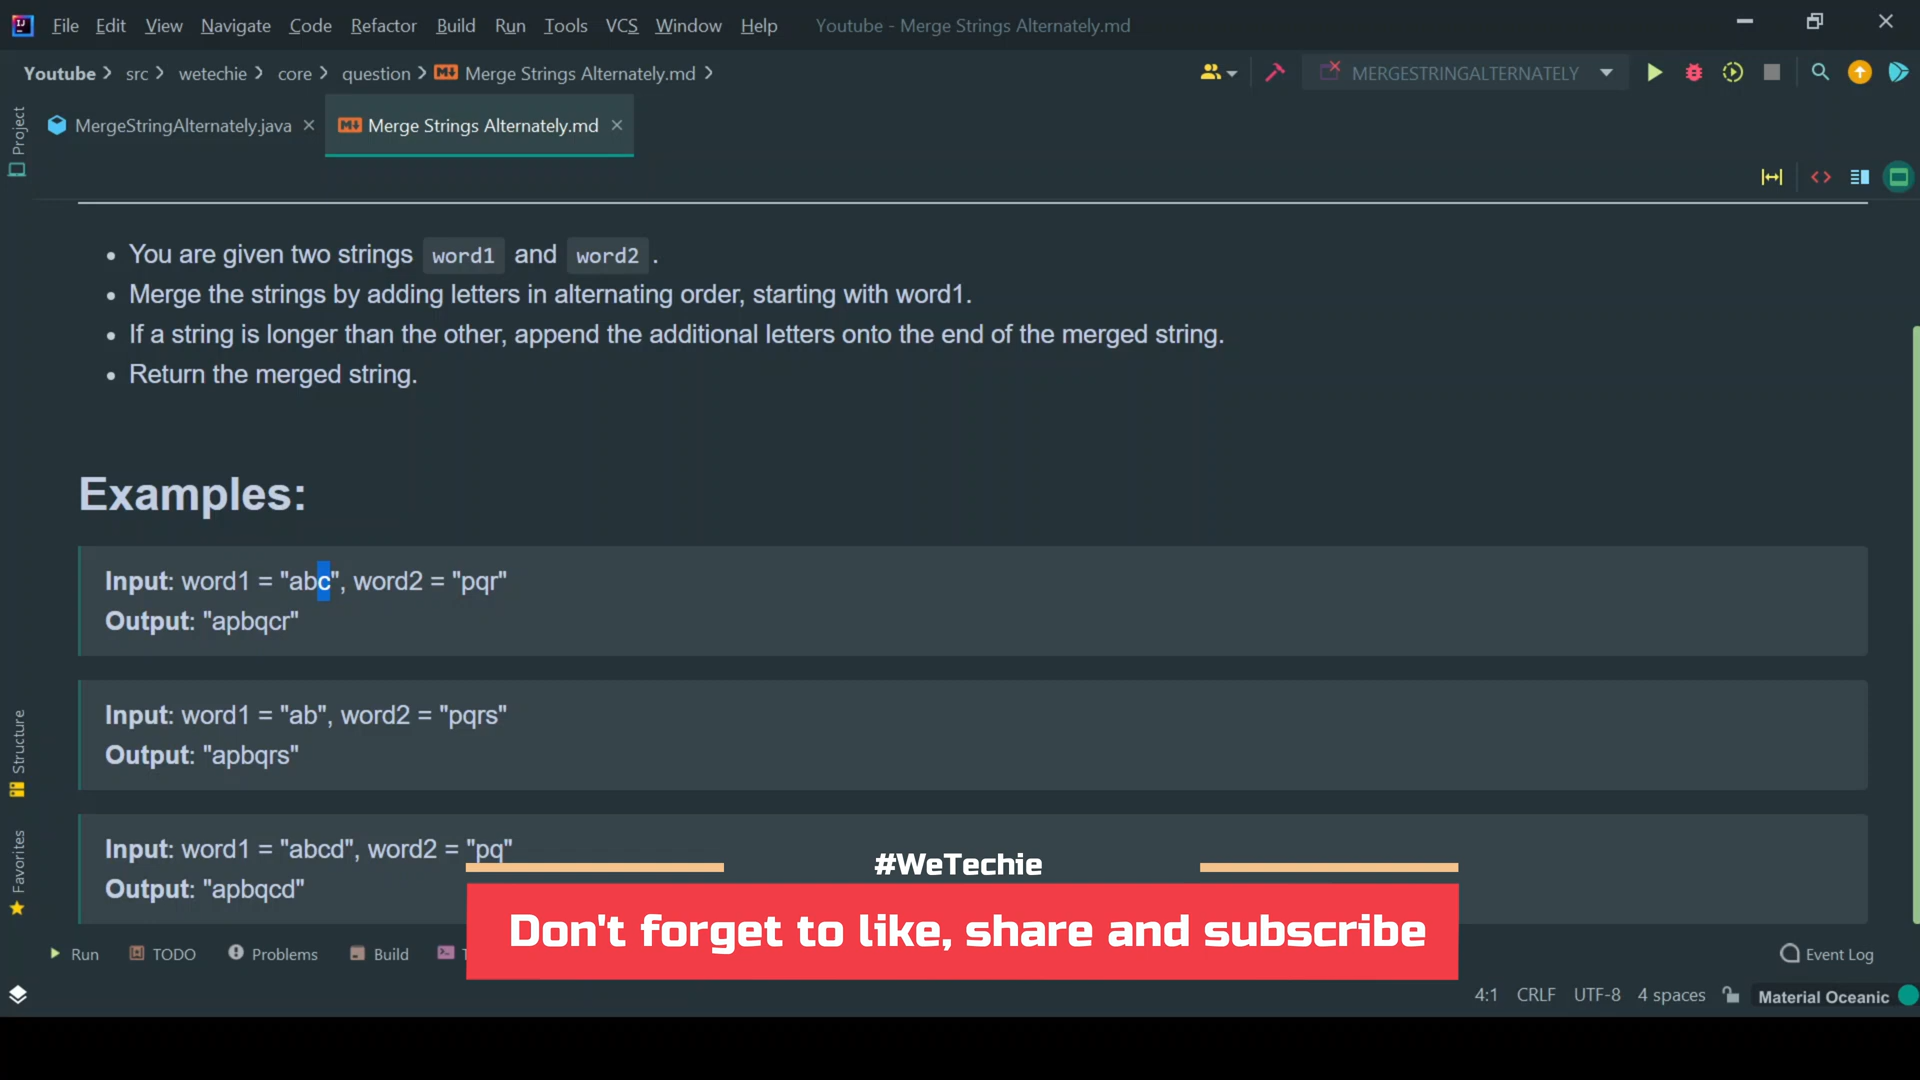 File Edit View Navigate Code Refactor Build Run Tools VCS Window Help Youtube - Merge Strings Alternately.md
Youtube src wetechie core question Merge Strings Alternately.md MERGESTRINGALTERNATELY
Project
MergeStringAlternately.java Merge Strings Alternately.md
You are given two strings word1 and word2 .
Merge the strings by adding letters in alternating order, starting with word1.
If a string is longer than the other, append the additional letters onto the end of the merged string.
Return the merged string.
Examples:
Input: word1 = "abc", word2 = "pqr"
Output: "apbqcr"
Input: word1 = "ab", word2 = "pqrs"
Output: "apbqrs"
Structure
Input: word1 = "abcd", word2 = "pq"
Output: "apbqcd"
Favorites
#WeTechie
Don't forget to like, share and subscribe
Run TODO Problems Build Event Log
4:1 CRLF UTF-8 4 spaces Material Oceanic